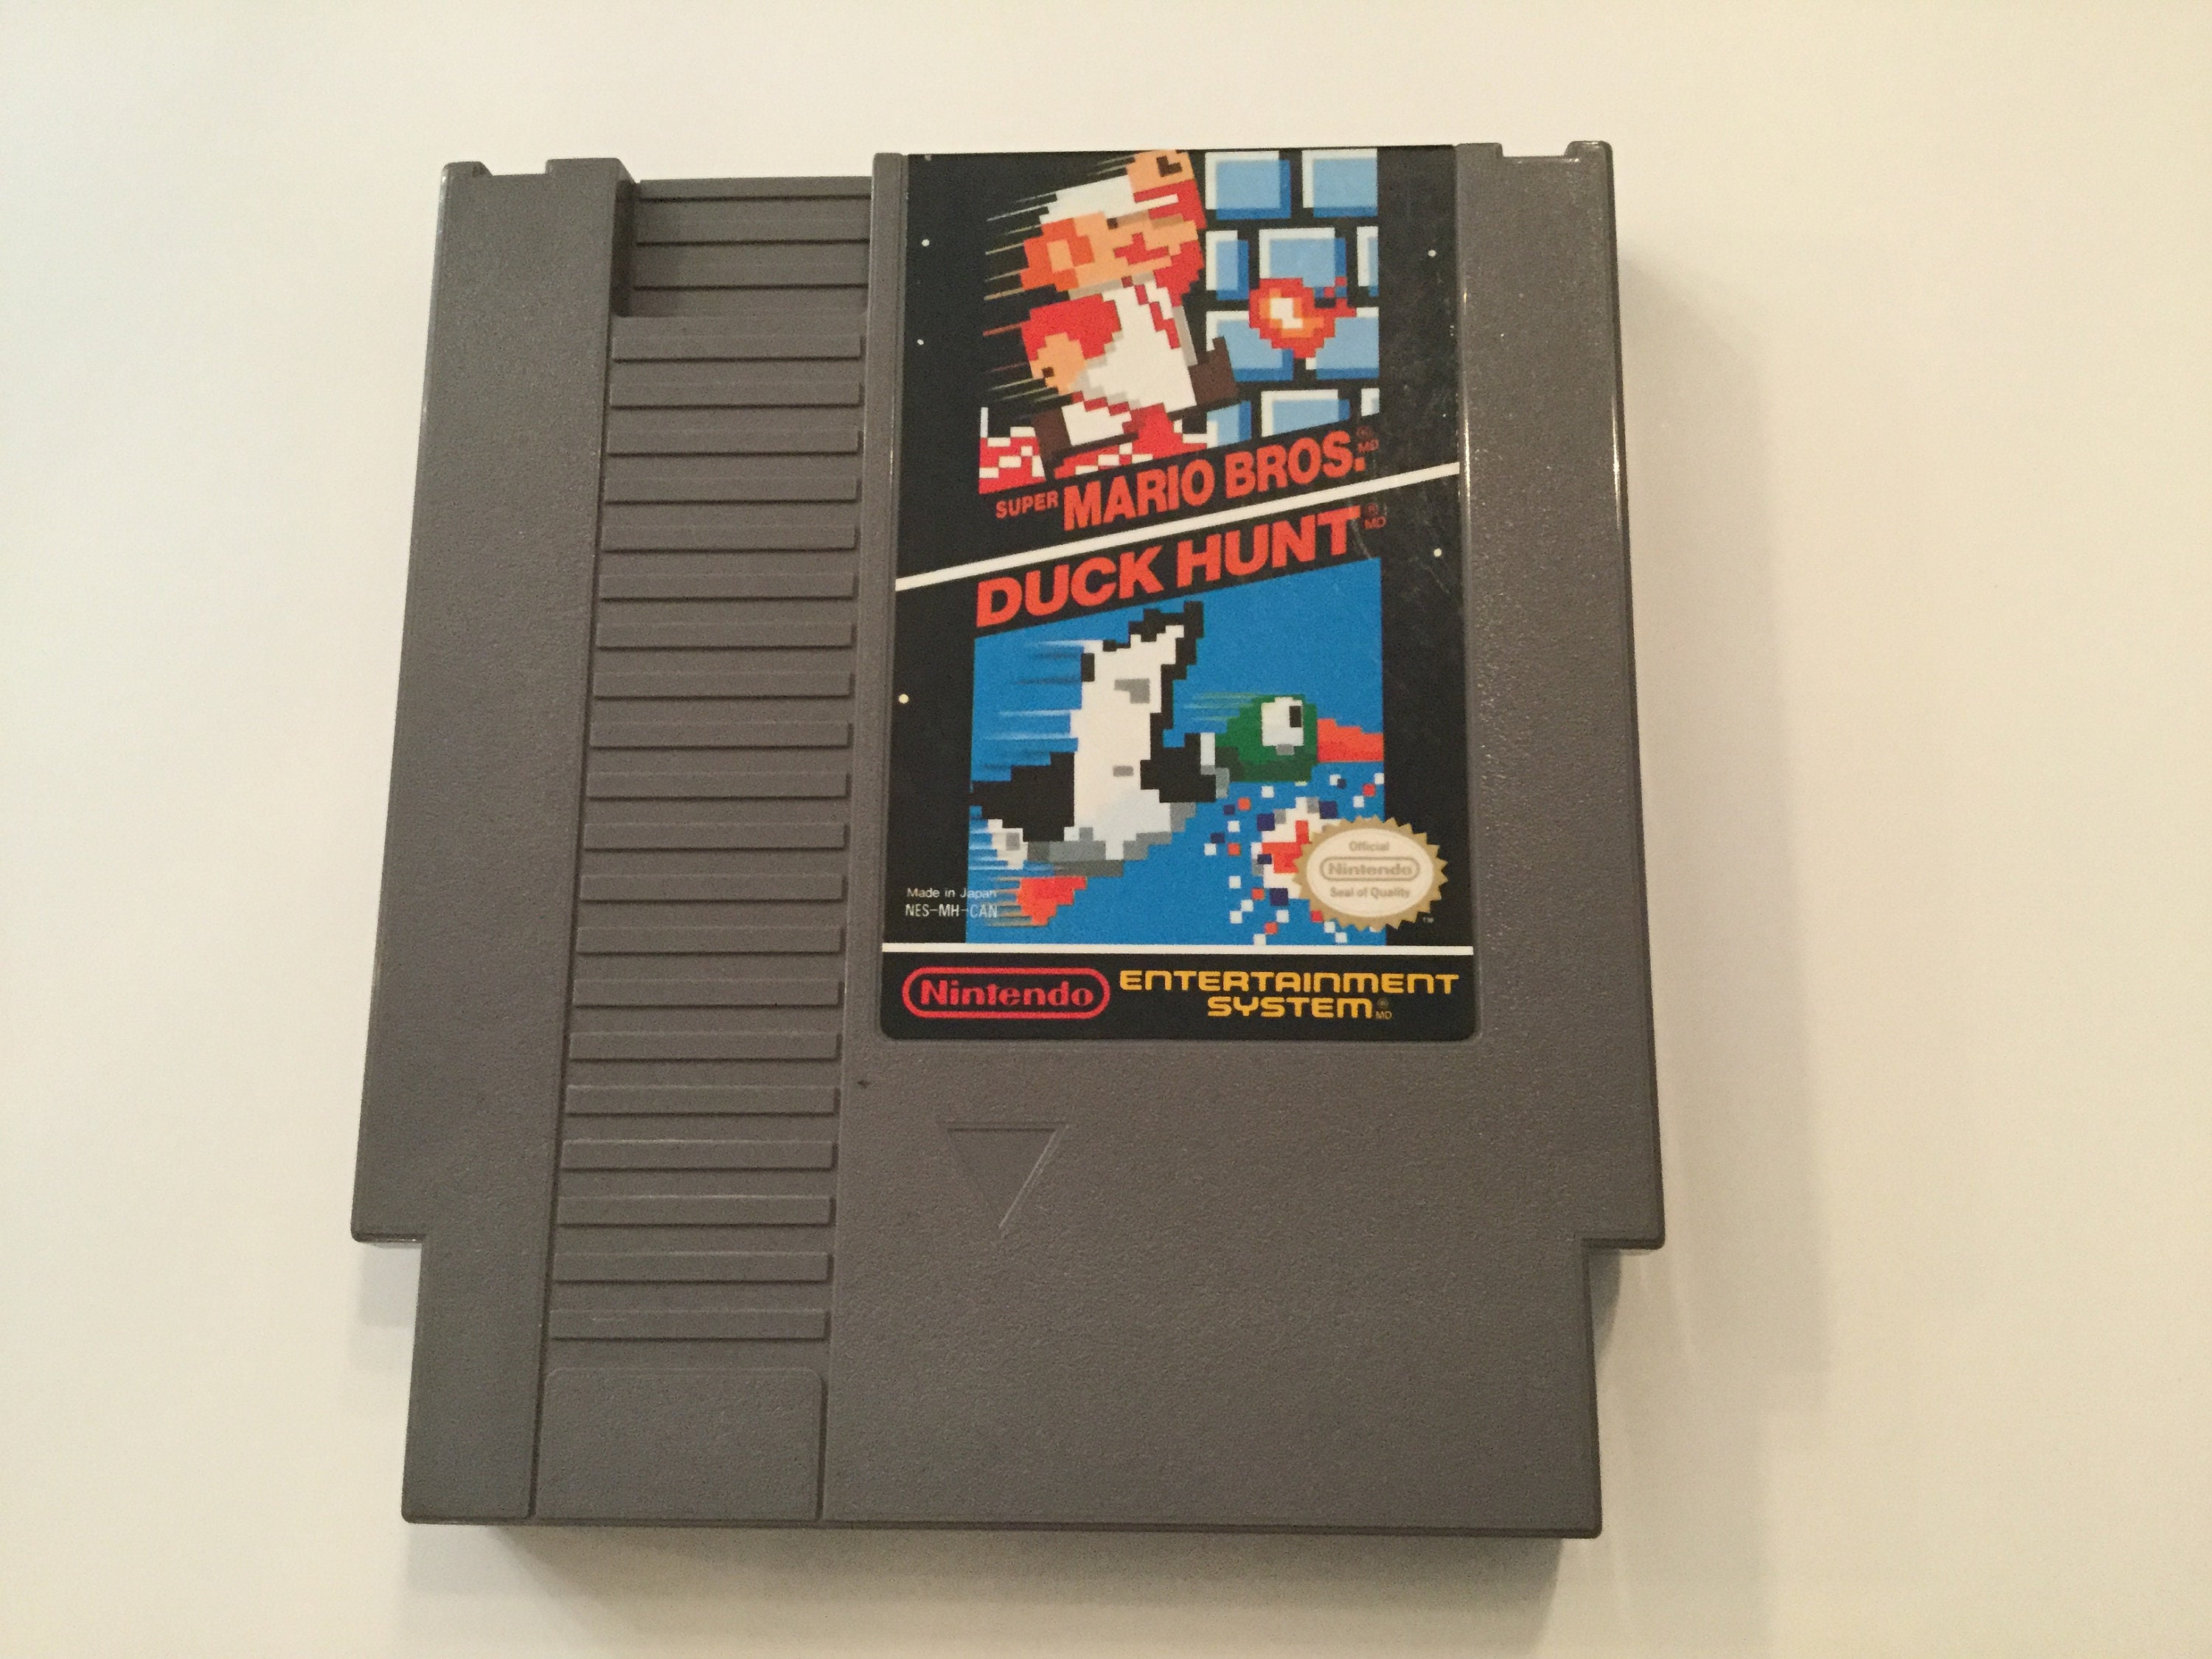 SUPER MARIO BROS.® MD
DUCK HUNT® MD
Made in Japan
NES-MH-CAN
Official
Nintendo
Seal of Quality
TM
Nintendo ENTERTAINMENT
SYSTEM® MD